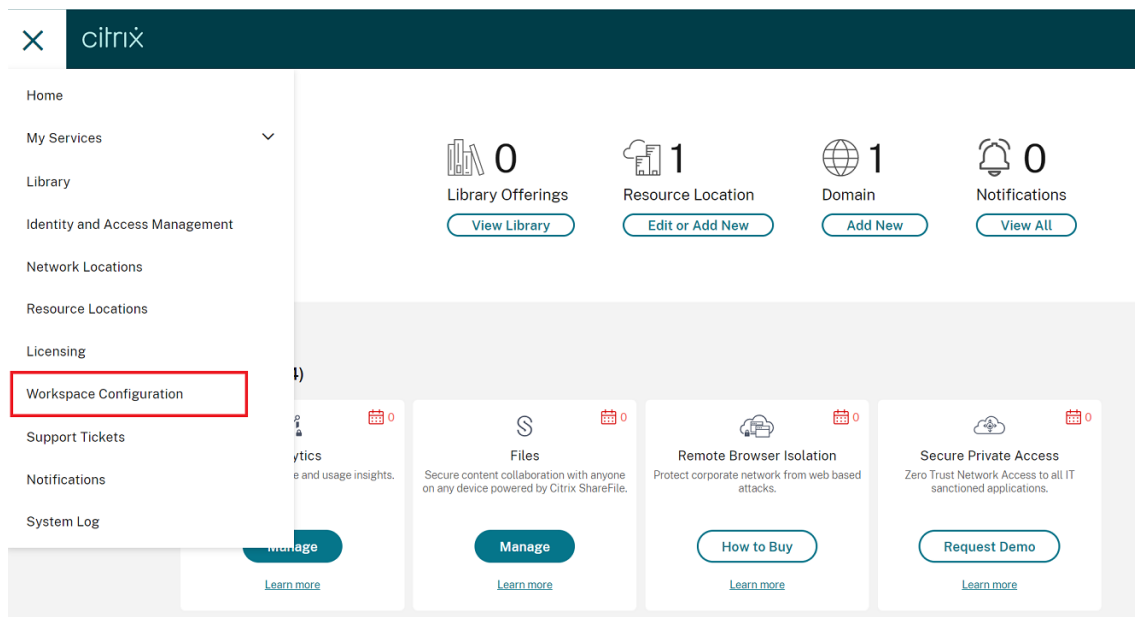 citrix
Home
My Services
Library
Identity and Access Management
Network Locations
Resource Locations
Licensing
Workspace Configuration
Support Tickets
Notifications
System Log
0
Library Offerings
View Library
1
Resource Location
Edit or Add New
1
Domain
Add New
0
Notifications
View All
4)
0
ytics
e and usage insights.
Manage
Learn more
0
Files
Secure content collaboration with anyone
on any device powered by Citrix ShareFile.
Manage
Learn more
0
Remote Browser Isolation
Protect corporate network from web based
attacks.
How to Buy
Learn more
0
Secure Private Access
Zero Trust Network Access to all IT
sanctioned applications.
Request Demo
Learn more